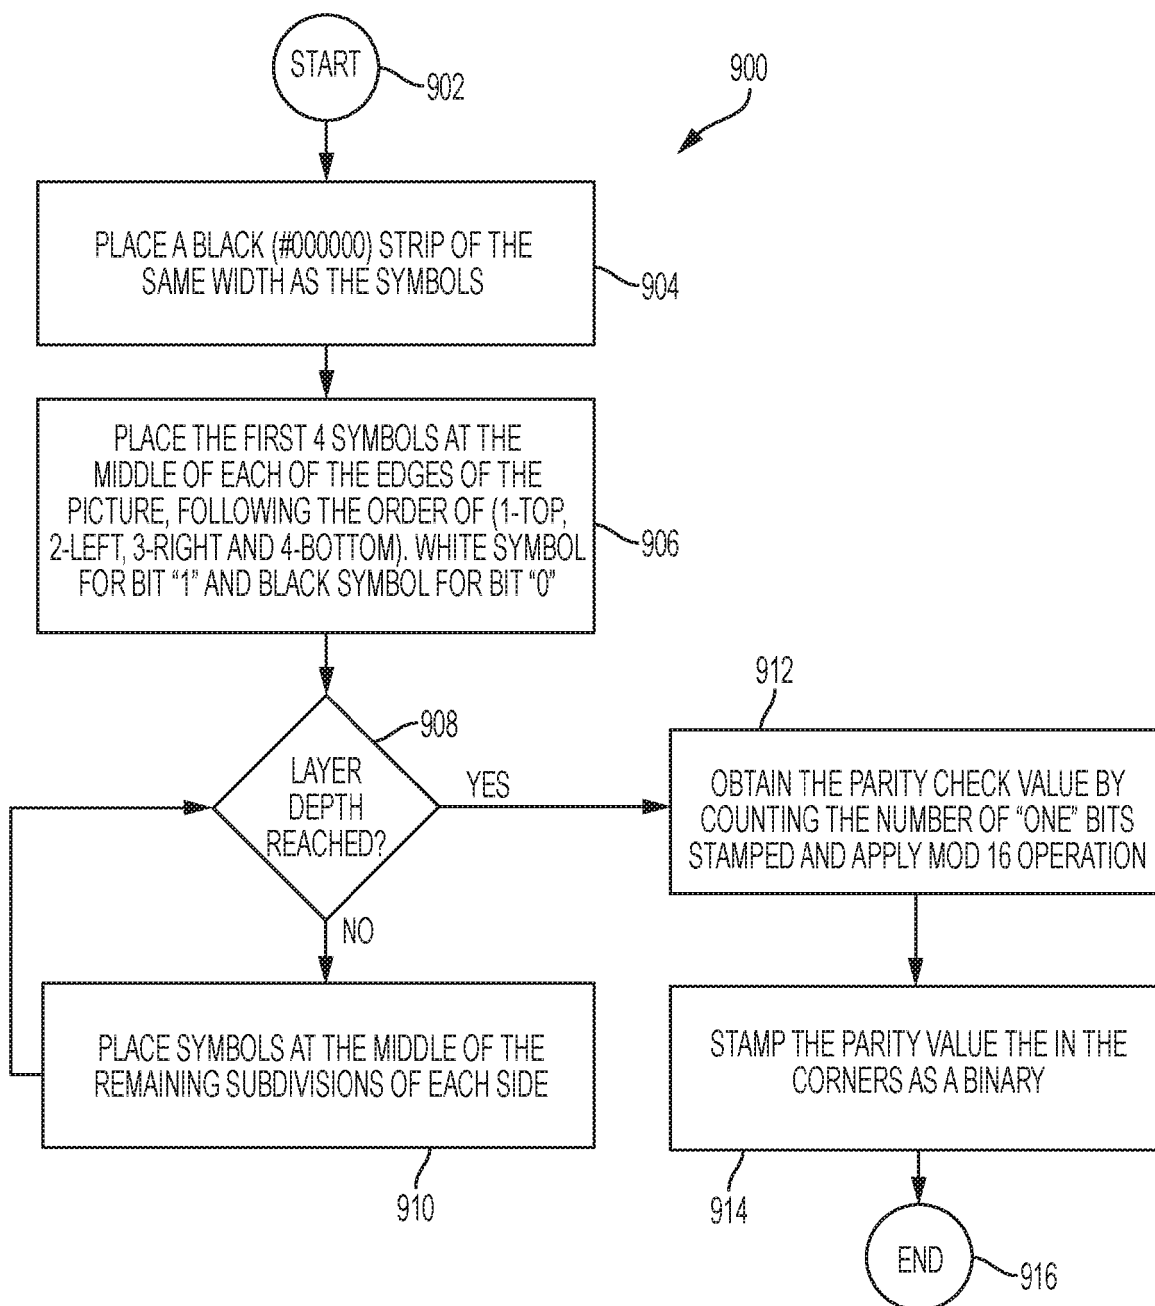 START
902
900
PLACE A BLACK (#000000) STRIP OF THE
SAME WIDTH AS THE SYMBOLS
904
PLACE THE FIRST 4 SYMBOLS AT THE
MIDDLE OF EACH OF THE EDGES OF THE
PICTURE, FOLLOWING THE ORDER OF (1-TOP,
2-LEFT, 3-RIGHT AND 4-BOTTOM). WHITE SYMBOL
FOR BIT "1" AND BLACK SYMBOL FOR BIT "0"
906
LAYER
DEPTH
REACHED?
908
YES
NO
PLACE SYMBOLS AT THE MIDDLE OF THE
REMAINING SUBDIVISIONS OF EACH SIDE
910
912
OBTAIN THE PARITY CHECK VALUE BY
COUNTING THE NUMBER OF "ONE" BITS
STAMPED AND APPLY MOD 16 OPERATION
STAMP THE PARITY VALUE THE IN THE
CORNERS AS A BINARY
914
END
916